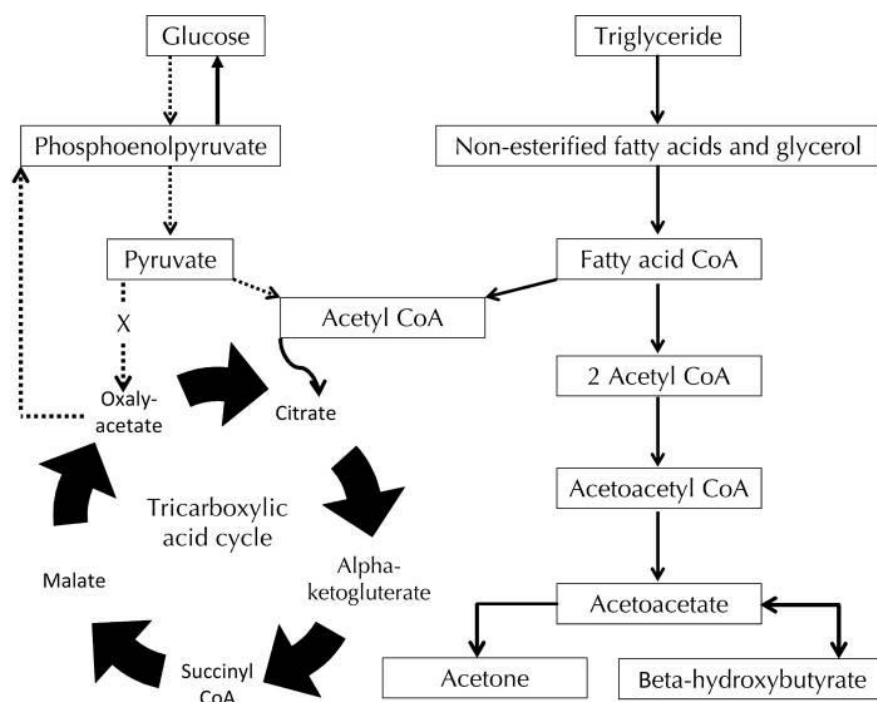 Glucose
Triglyceride
Phosphoenolpyruvate
Non-esterified fatty acids and glycerol
Pyruvate
Fatty acid CoA
Acetyl CoA
X
2 Acetyl CoA
Oxaly-
acetate
Citrate
Acetoacetyl CoA
Tricarboxylic
acid cycle
Alpha-
ketogluterate
Malate
Acetoacetate
Succinyl
CoA
Acetone
Beta-hydroxybutyrate